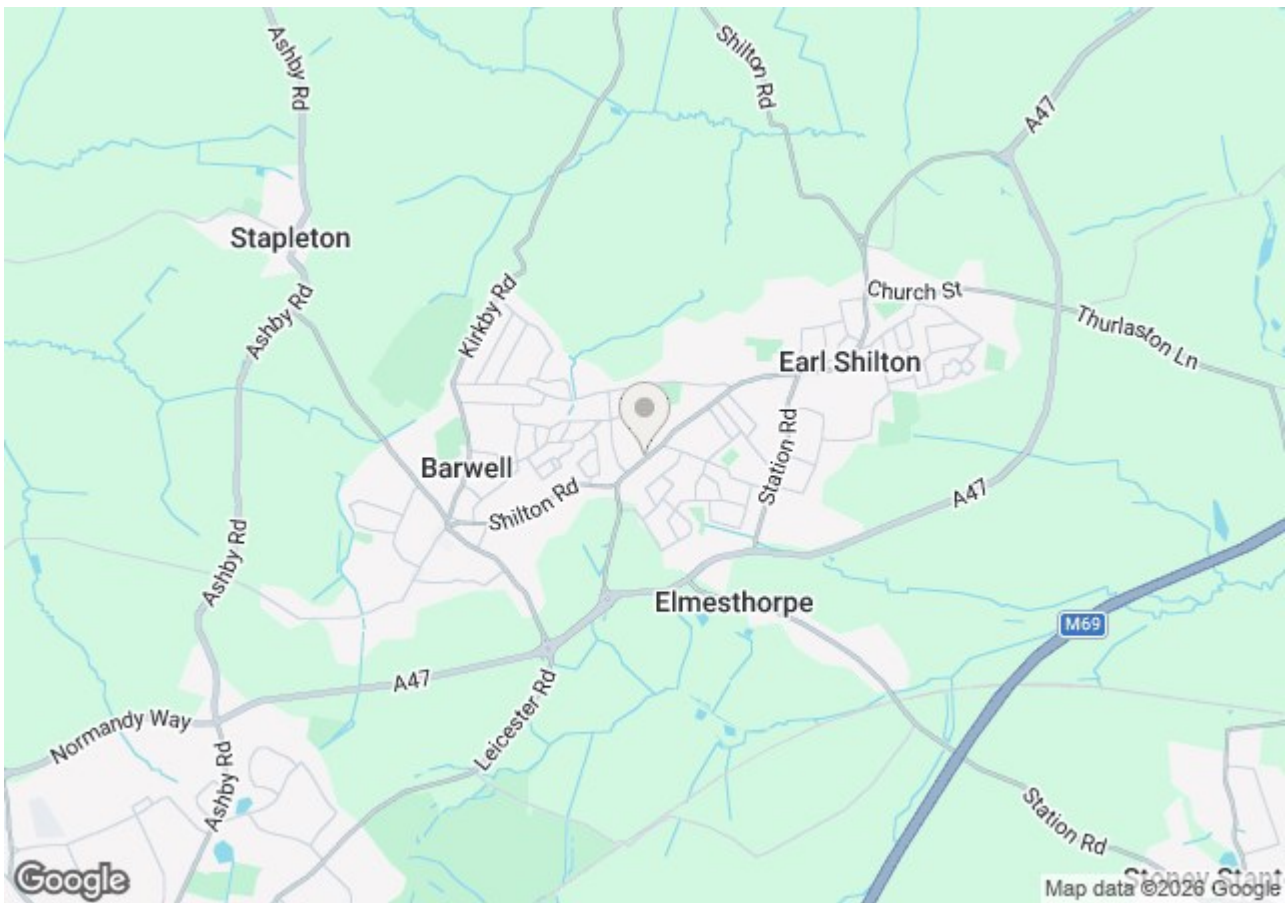 Ashby Rd
Shilton Rd
A47
Stapleton
Kirkby Rd
Church St
Ashby Rd
Thurlaston Ln
Earl Shilton
Station Rd
Barwell
Shilton Rd
A47
Ashby Rd
Elmesthorpe
M69
A47
Leicester Rd
Normandy Way
Ashby Rd
Station Rd
Google
Map data ©2026 Google